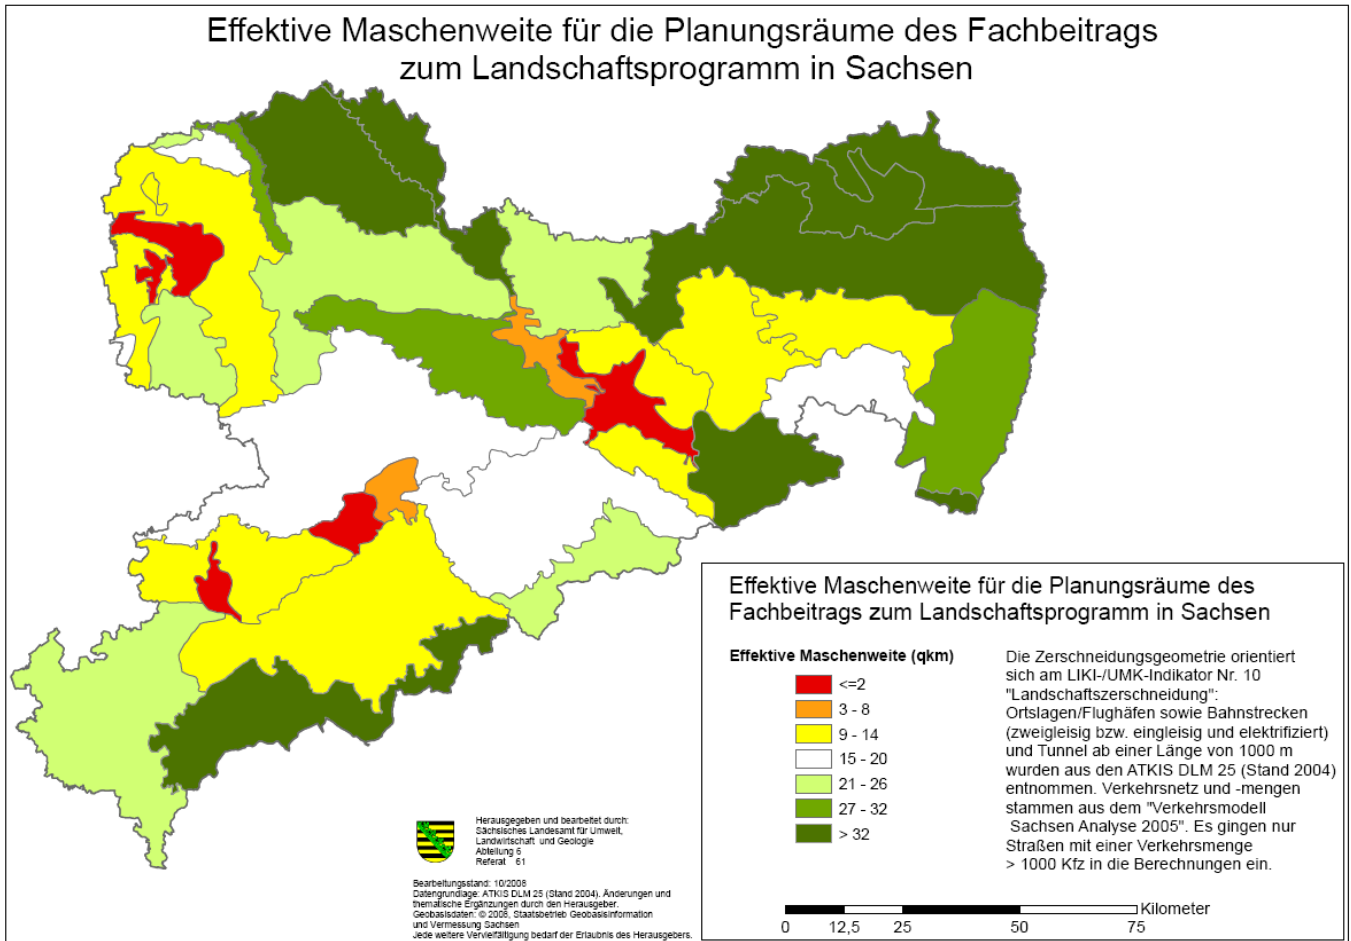 Effektive Maschenweite für die Planungsräume des Fachbeitrags
zum Landschaftsprogramm in Sachsen
Effektive Maschenweite für die Planungsräume des
Fachbeitrags zum Landschaftsprogramm in Sachsen
Effektive Maschenweite (qkm)
<=2
3 - 8
9 - 14
15 - 20
21 - 26
27 - 32
> 32
Die Zerschneidungsgeometrie orientiert
sich am LIKI-/UMK-Indikator Nr. 10
"Landschaftszerschneidung":
Ortslagen/Flughäfen sowie Bahnstrecken
(zweigleisig bzw. eingleisig und elektrifiziert)
und Tunnel ab einer Länge von 1000 m
wurden aus den ATKIS DLM 25 (Stand 2004)
entnommen. Verkehrsnetz und -mengen
stammen aus dem "Verkehrsmodell
Sachsen Analyse 2005". Es gingen nur
Straßen mit einer Verkehrsmenge
> 1000 Kfz in die Berechnungen ein.
Kilometer
0 12,5 25 50 75
Herausgegeben und bearbeitet durch:
Sächsisches Landesamt für Umwelt,
Landwirtschaft und Geologie
Abteilung 6
Referat 61
Bearbeitungsstand: 10/2008
Datengrundlage: ATKIS DLM 25 (Stand 2004). Änderungen und
thematische Ergänzungen durch den Herausgeber.
Geobasisdaten: © 2008, Staatsbetrieb Geobasisinformation
und Vermessung Sachsen
Jede weitere Vervielfältigung bedarf der Erlaubnis des Herausgebers.